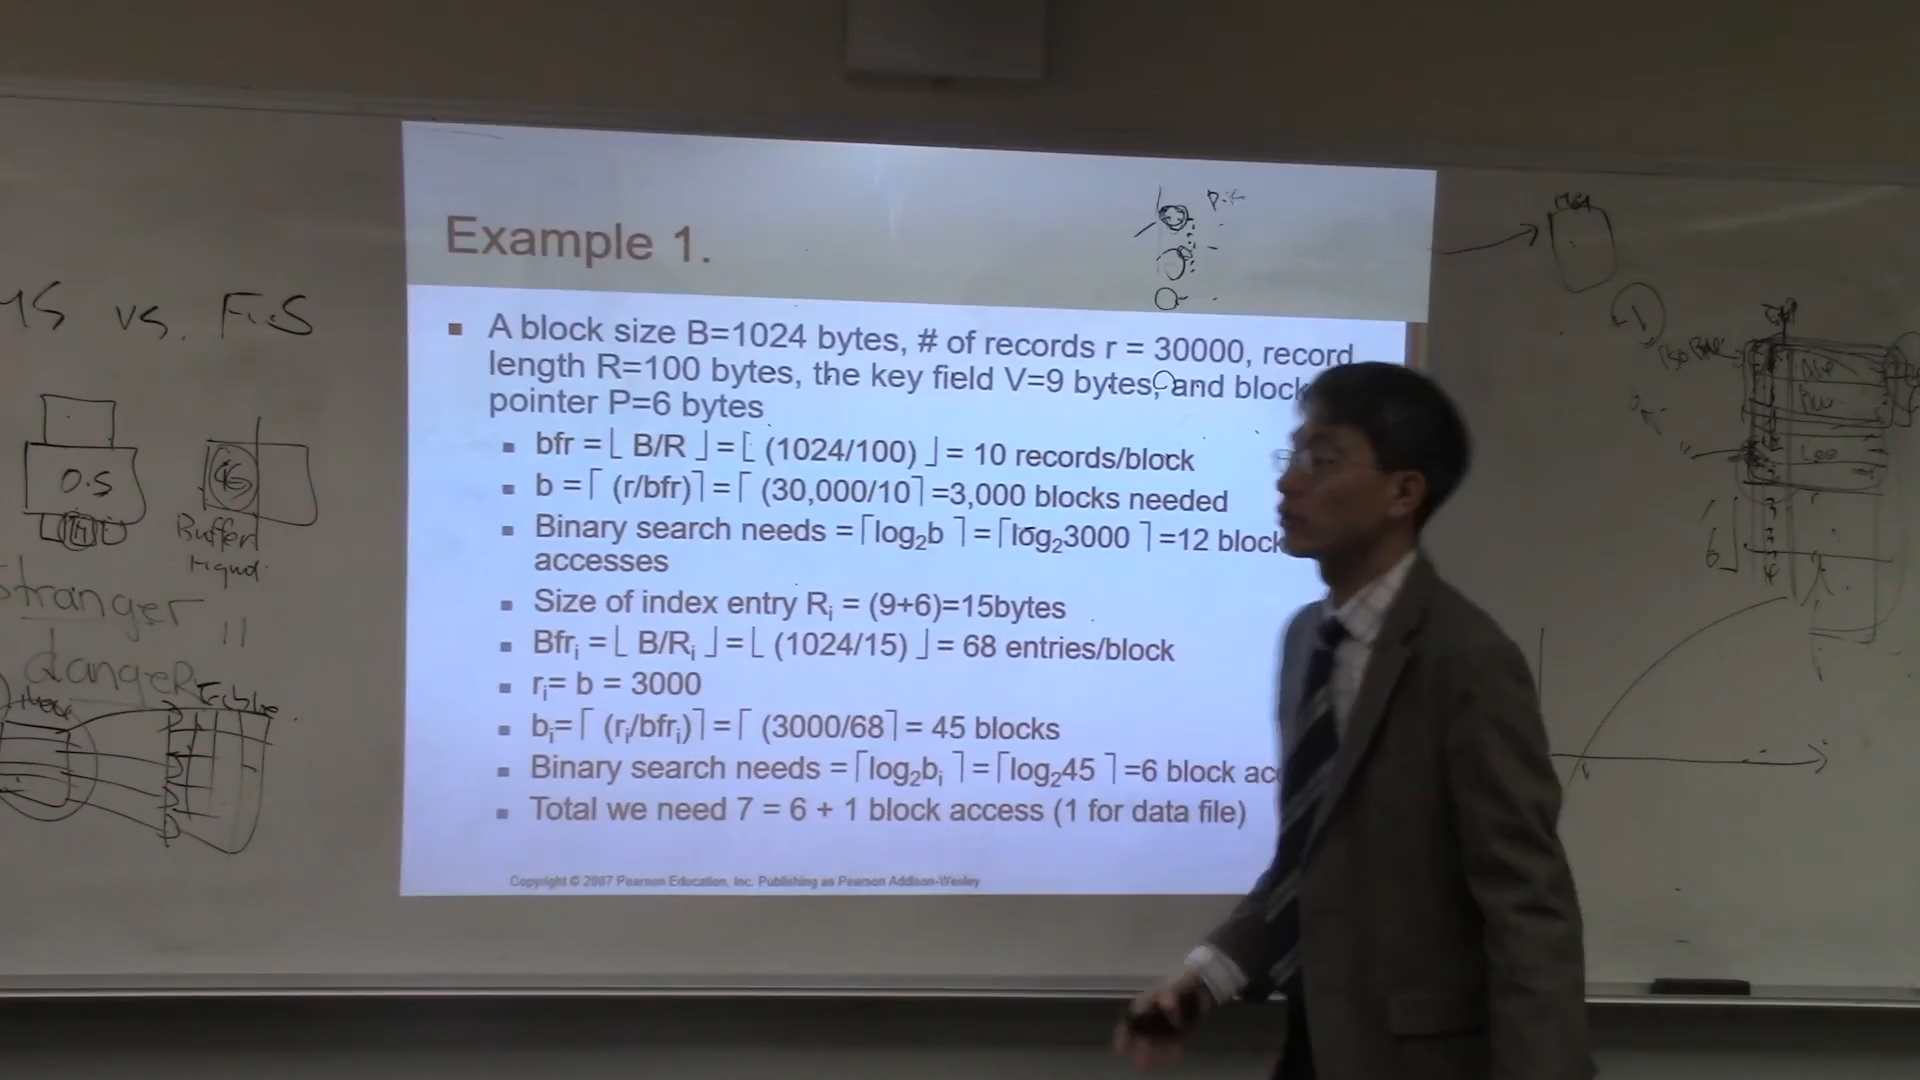 Example 1.
A block size B=1024 bytes, # of records r = 30000, record
length R=100 bytes, the key field V=9 bytes, and block
pointer P=6 bytes
bfr =⌊ B/R ⌋=⌊ (1024/100) ⌋= 10 records/block
b =⌈ (r/bfr)⌉=⌈ (30,000/10⌉ =3,000 blocks needed
Binary search needs =⌈log₂b ⌉=⌈log₂3000 ⌉ =12 block
accesses
Size of index entry Rᵢ = (9+6)=15bytes
Bfrᵢ =⌊ B/Rᵢ ⌋=⌊ (1024/15) ⌋= 68 entries/block
rᵢ= b = 3000
bᵢ=⌈ (rᵢ/bfrᵢ)⌉=⌈ (3000/68⌉= 45 blocks
Binary search needs =⌈log₂bᵢ ⌉=⌈log₂45 ⌉=6 block
Total we need 7 = 6 + 1 block access (1 for data file)
Copyright © 2007 Pearson Education, Inc. Publishing as Pearson Addison-Wesley
vs. F.S
O.S
Buffer
Stranger
danger
Table
Lee
6